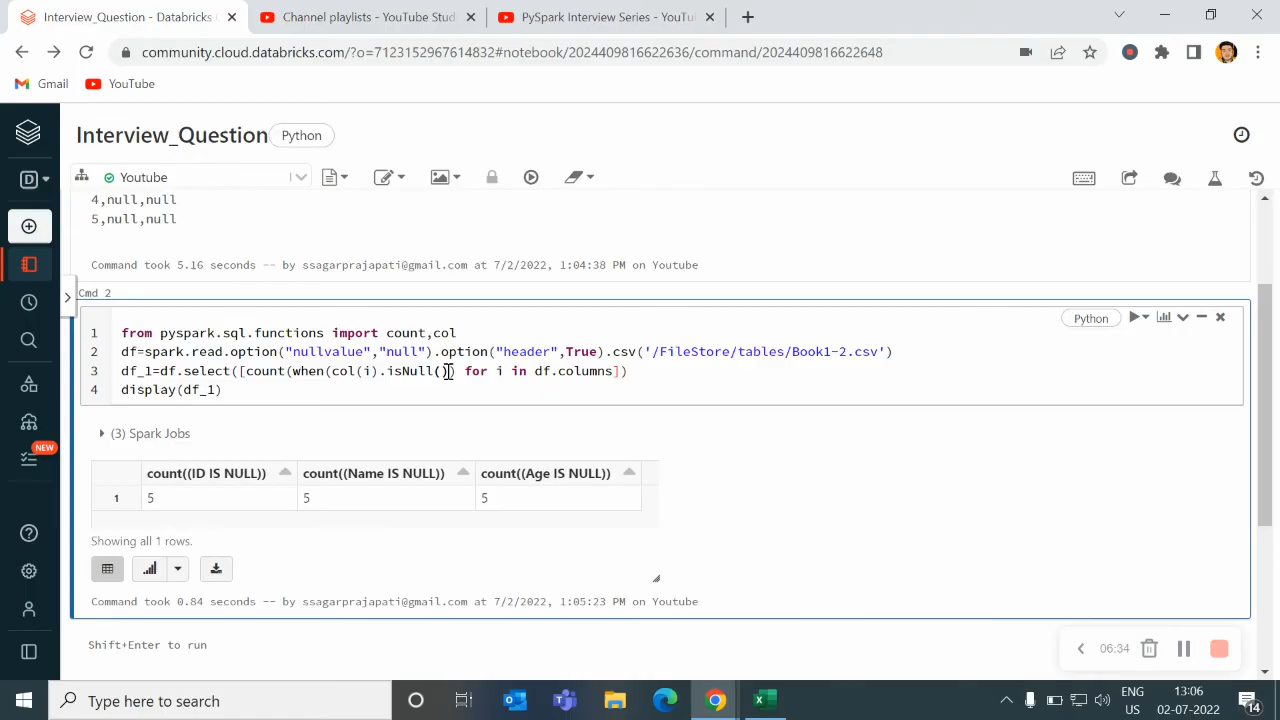 Interview_Question - Databricks
Channel playlists - YouTube Stud
PySpark Interview Series - YouTu
community.cloud.databricks.com/?o=7123152967614832#notebook/2024409816622636/command/2024409816622648
Gmail
YouTube
Interview_Question
Python
D
Youtube
4,null,null
5,null,null
Command took 5.16 seconds -- by ssagarprajapati@gmail.com at 7/2/2022, 1:04:38 PM on Youtube
Cmd 2
Python
1 from pyspark.sql.functions import count,col
2 df=spark.read.option("nullvalue","null").option("header",True).csv('/FileStore/tables/Book1-2.csv')
3 df_1=df.select([count(when(col(i).isNull()) for i in df.columns])
4 display(df_1)
(3) Spark Jobs
count((ID IS NULL)) count((Name IS NULL)) count((Age IS NULL))
1 5 5 5
Showing all 1 rows.
Command took 0.84 seconds -- by ssagarprajapati@gmail.com at 7/2/2022, 1:05:23 PM on Youtube
Shift+Enter to run
NEW
06:34
Type here to search
ENG
US
13:06
02-07-2022
14